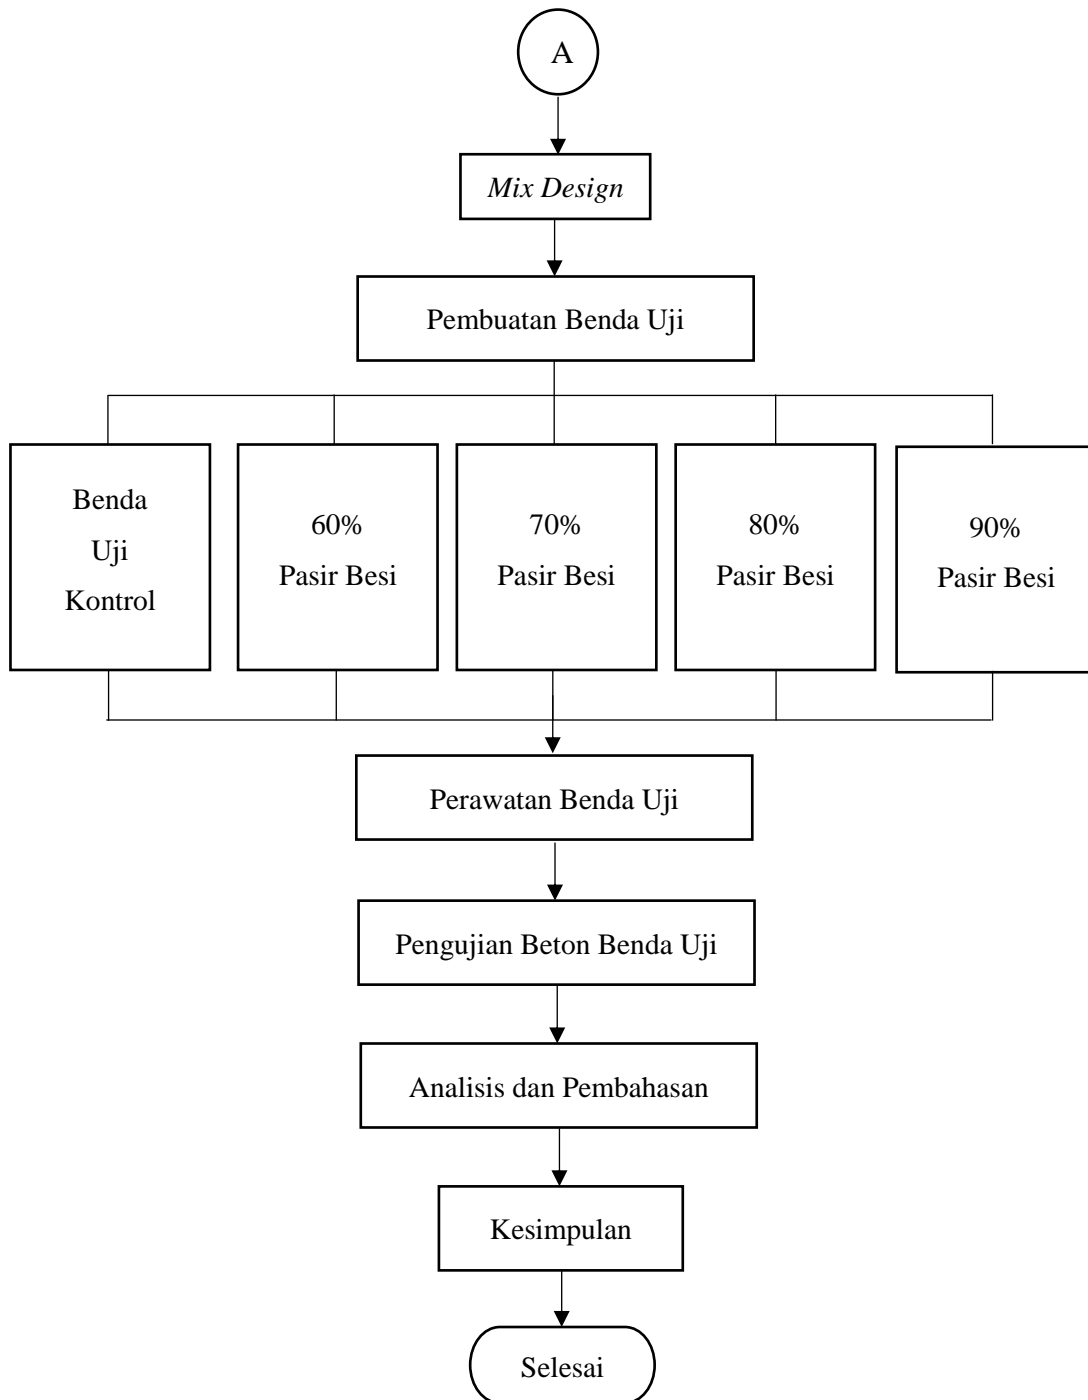 A
Mix Design
Pembuatan Benda Uji
Benda
Uji
Kontrol
60%
Pasir Besi
70%
Pasir Besi
80%
Pasir Besi
90%
Pasir Besi
Perawatan Benda Uji
Pengujian Beton Benda Uji
Analisis dan Pembahasan
Kesimpulan
Selesai